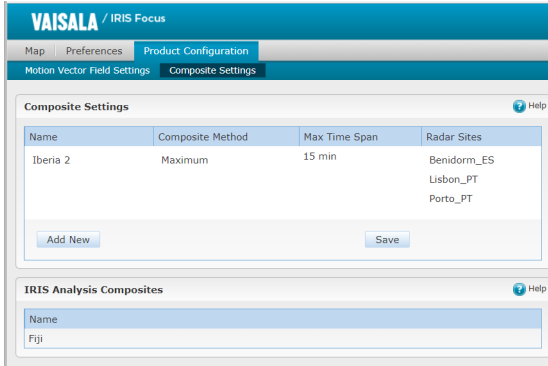 VAISALA / IRIS Focus
Map Preferences Product Configuration
Motion Vector Field Settings Composite Settings
Composite Settings ? Help
Name Composite Method Max Time Span Radar Sites
Iberia 2 Maximum 15 min Benidorm_ES
Lisbon_PT
Porto_PT
Add New Save
IRIS Analysis Composites ? Help
Name
Fiji